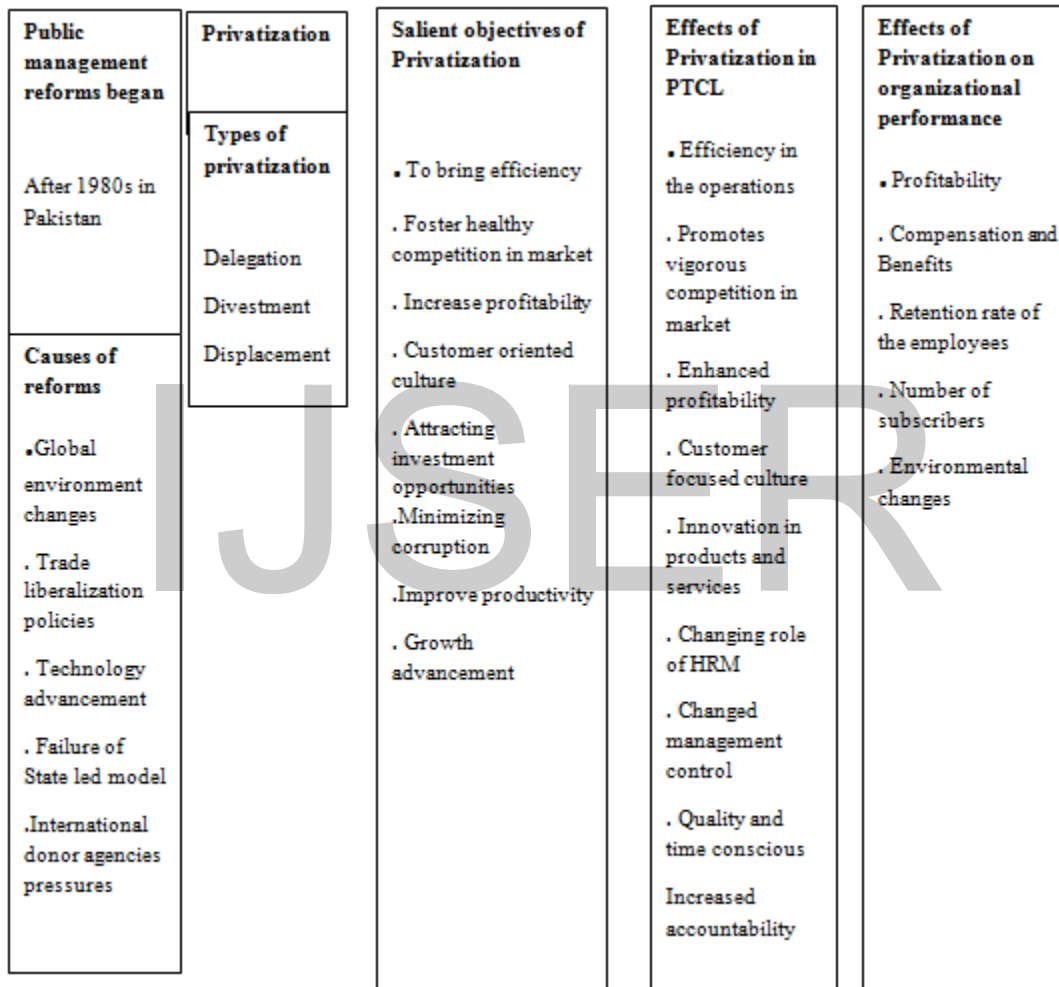 Public
management
reforms began
After 1980s in
Pakistan
Causes of
reforms
.Global
environment
changes
. Trade
liberalization
policies
. Technology
advancement
. Failure of
State led model
.International
donor agencies
pressures
Privatization
Types of
privatization
Delegation
Divestment
Displacement
Salient objectives of
Privatization
. To bring efficiency
. Foster healthy
competition in market
. Increase profitability
. Customer oriented
culture
. Attracting
investment
opportunities
.Minimizing
corruption
.Improve productivity
. Growth
advancement
Effects of
Privatization in
PTCL
. Efficiency in
the operations
. Promotes
vigorous
competition in
market
. Enhanced
profitability
. Customer
focused culture
. Innovation in
products and
services
. Changing role
of HRM
. Changed
management
control
. Quality and
time conscious
Increased
accountability
Effects of
Privatization on
organizational
performance
. Profitability
. Compensation and
Benefits
. Retention rate of
the employees
. Number of
subscribers
. Environmental
changes
IJSER